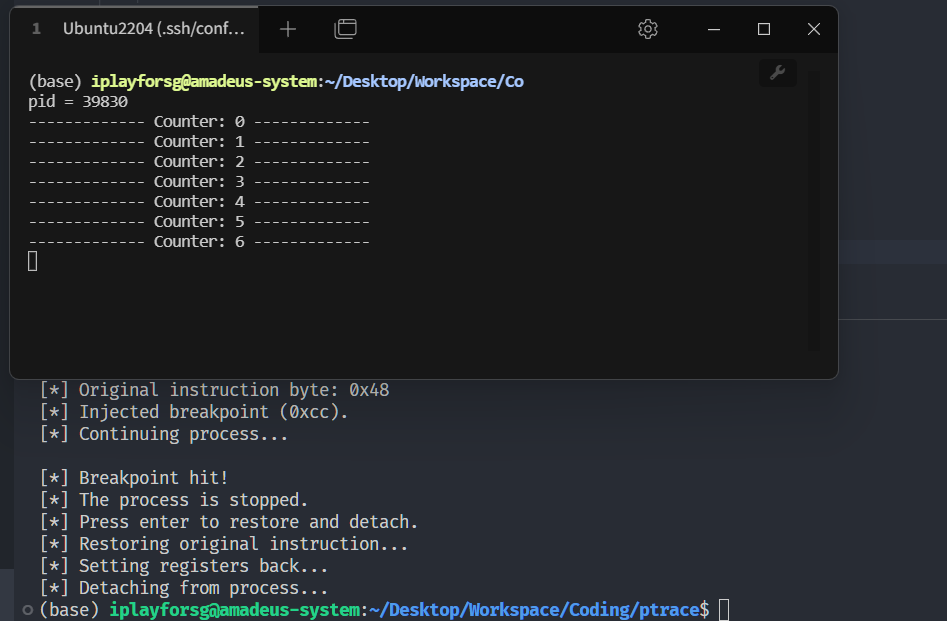 1 Ubuntu2204 (.ssh/conf...
(base) iplayforsg@amadeus-system:~/Desktop/Workspace/Co
pid = 39830
------------- Counter: 0 -------------
------------- Counter: 1 -------------
------------- Counter: 2 -------------
------------- Counter: 3 -------------
------------- Counter: 4 -------------
------------- Counter: 5 -------------
------------- Counter: 6 -------------
[*] Original instruction byte: 0x48
[*] Injected breakpoint (0xcc).
[*] Continuing process...
[*] Breakpoint hit!
[*] The process is stopped.
[*] Press enter to restore and detach.
[*] Restoring original instruction...
[*] Setting registers back...
[*] Detaching from process...
(base) iplayforsg@amadeus-system:~/Desktop/Workspace/Coding/ptrace$